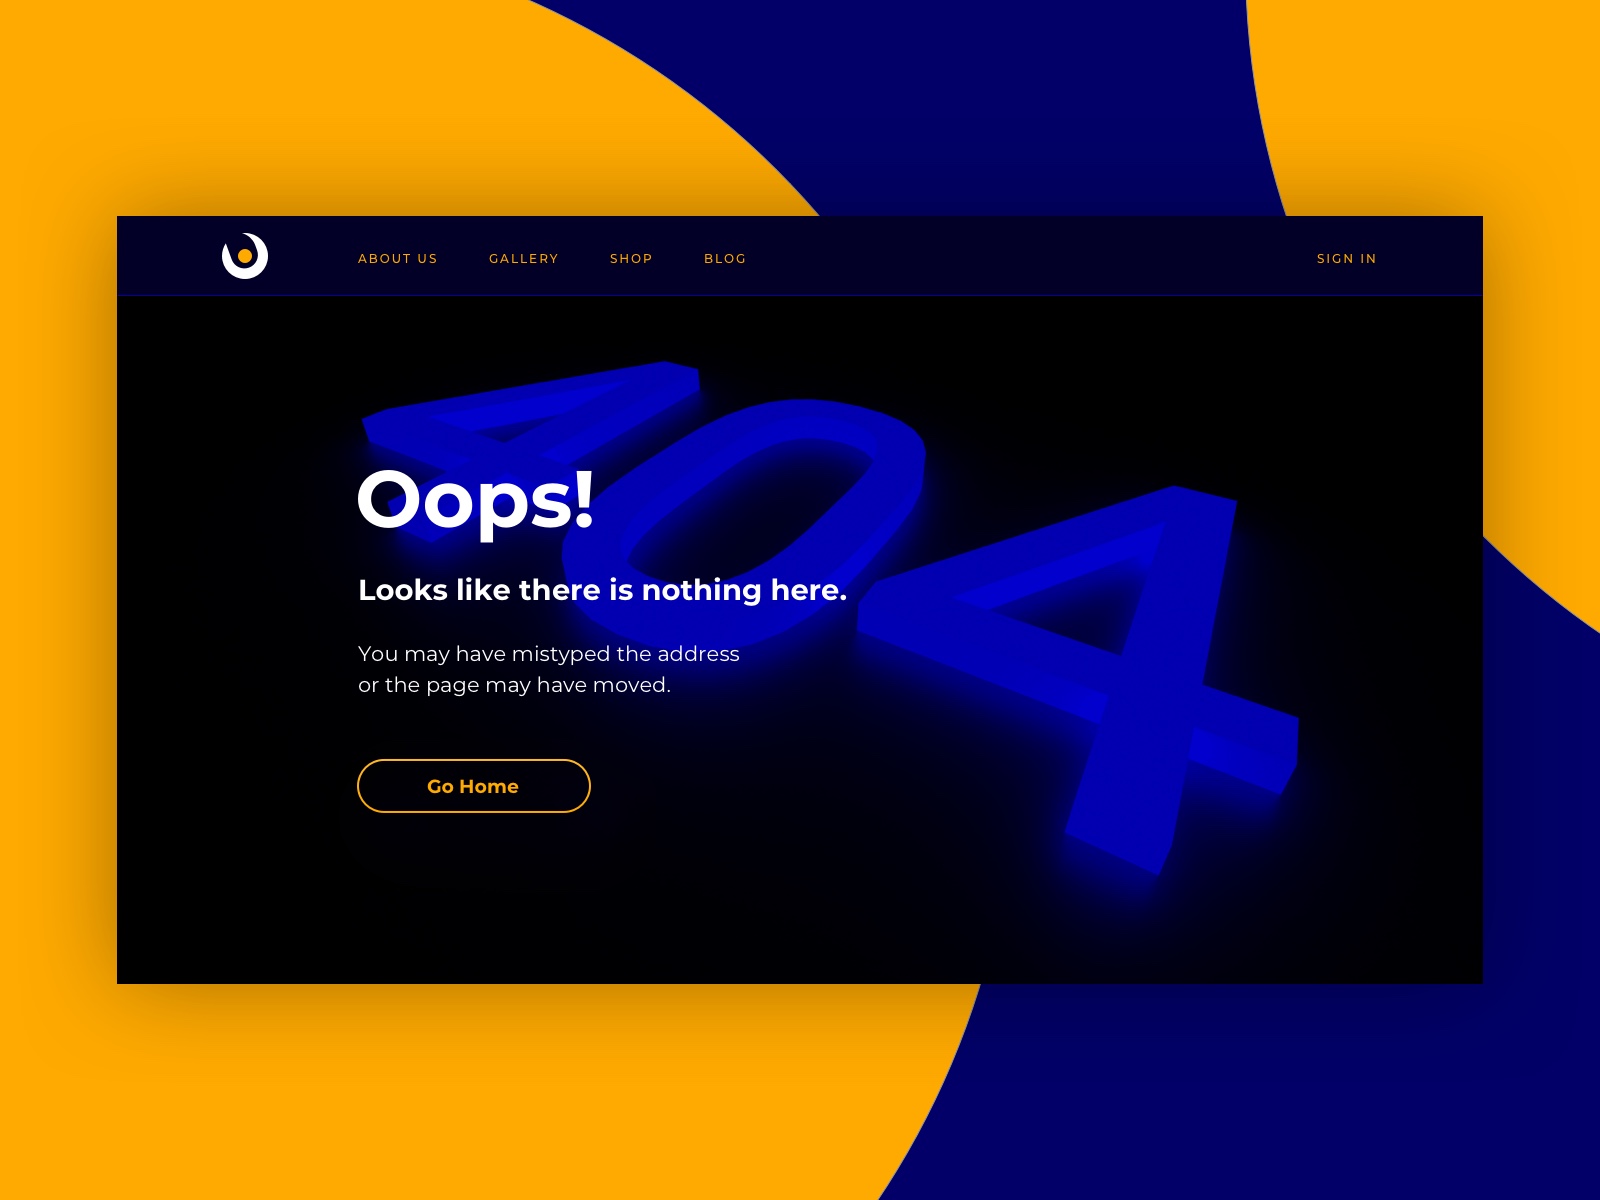 ABOUT US GALLERY SHOP BLOG SIGN IN
404
Oops!
Looks like there is nothing here.
You may have mistyped the address
or the page may have moved.
Go Home